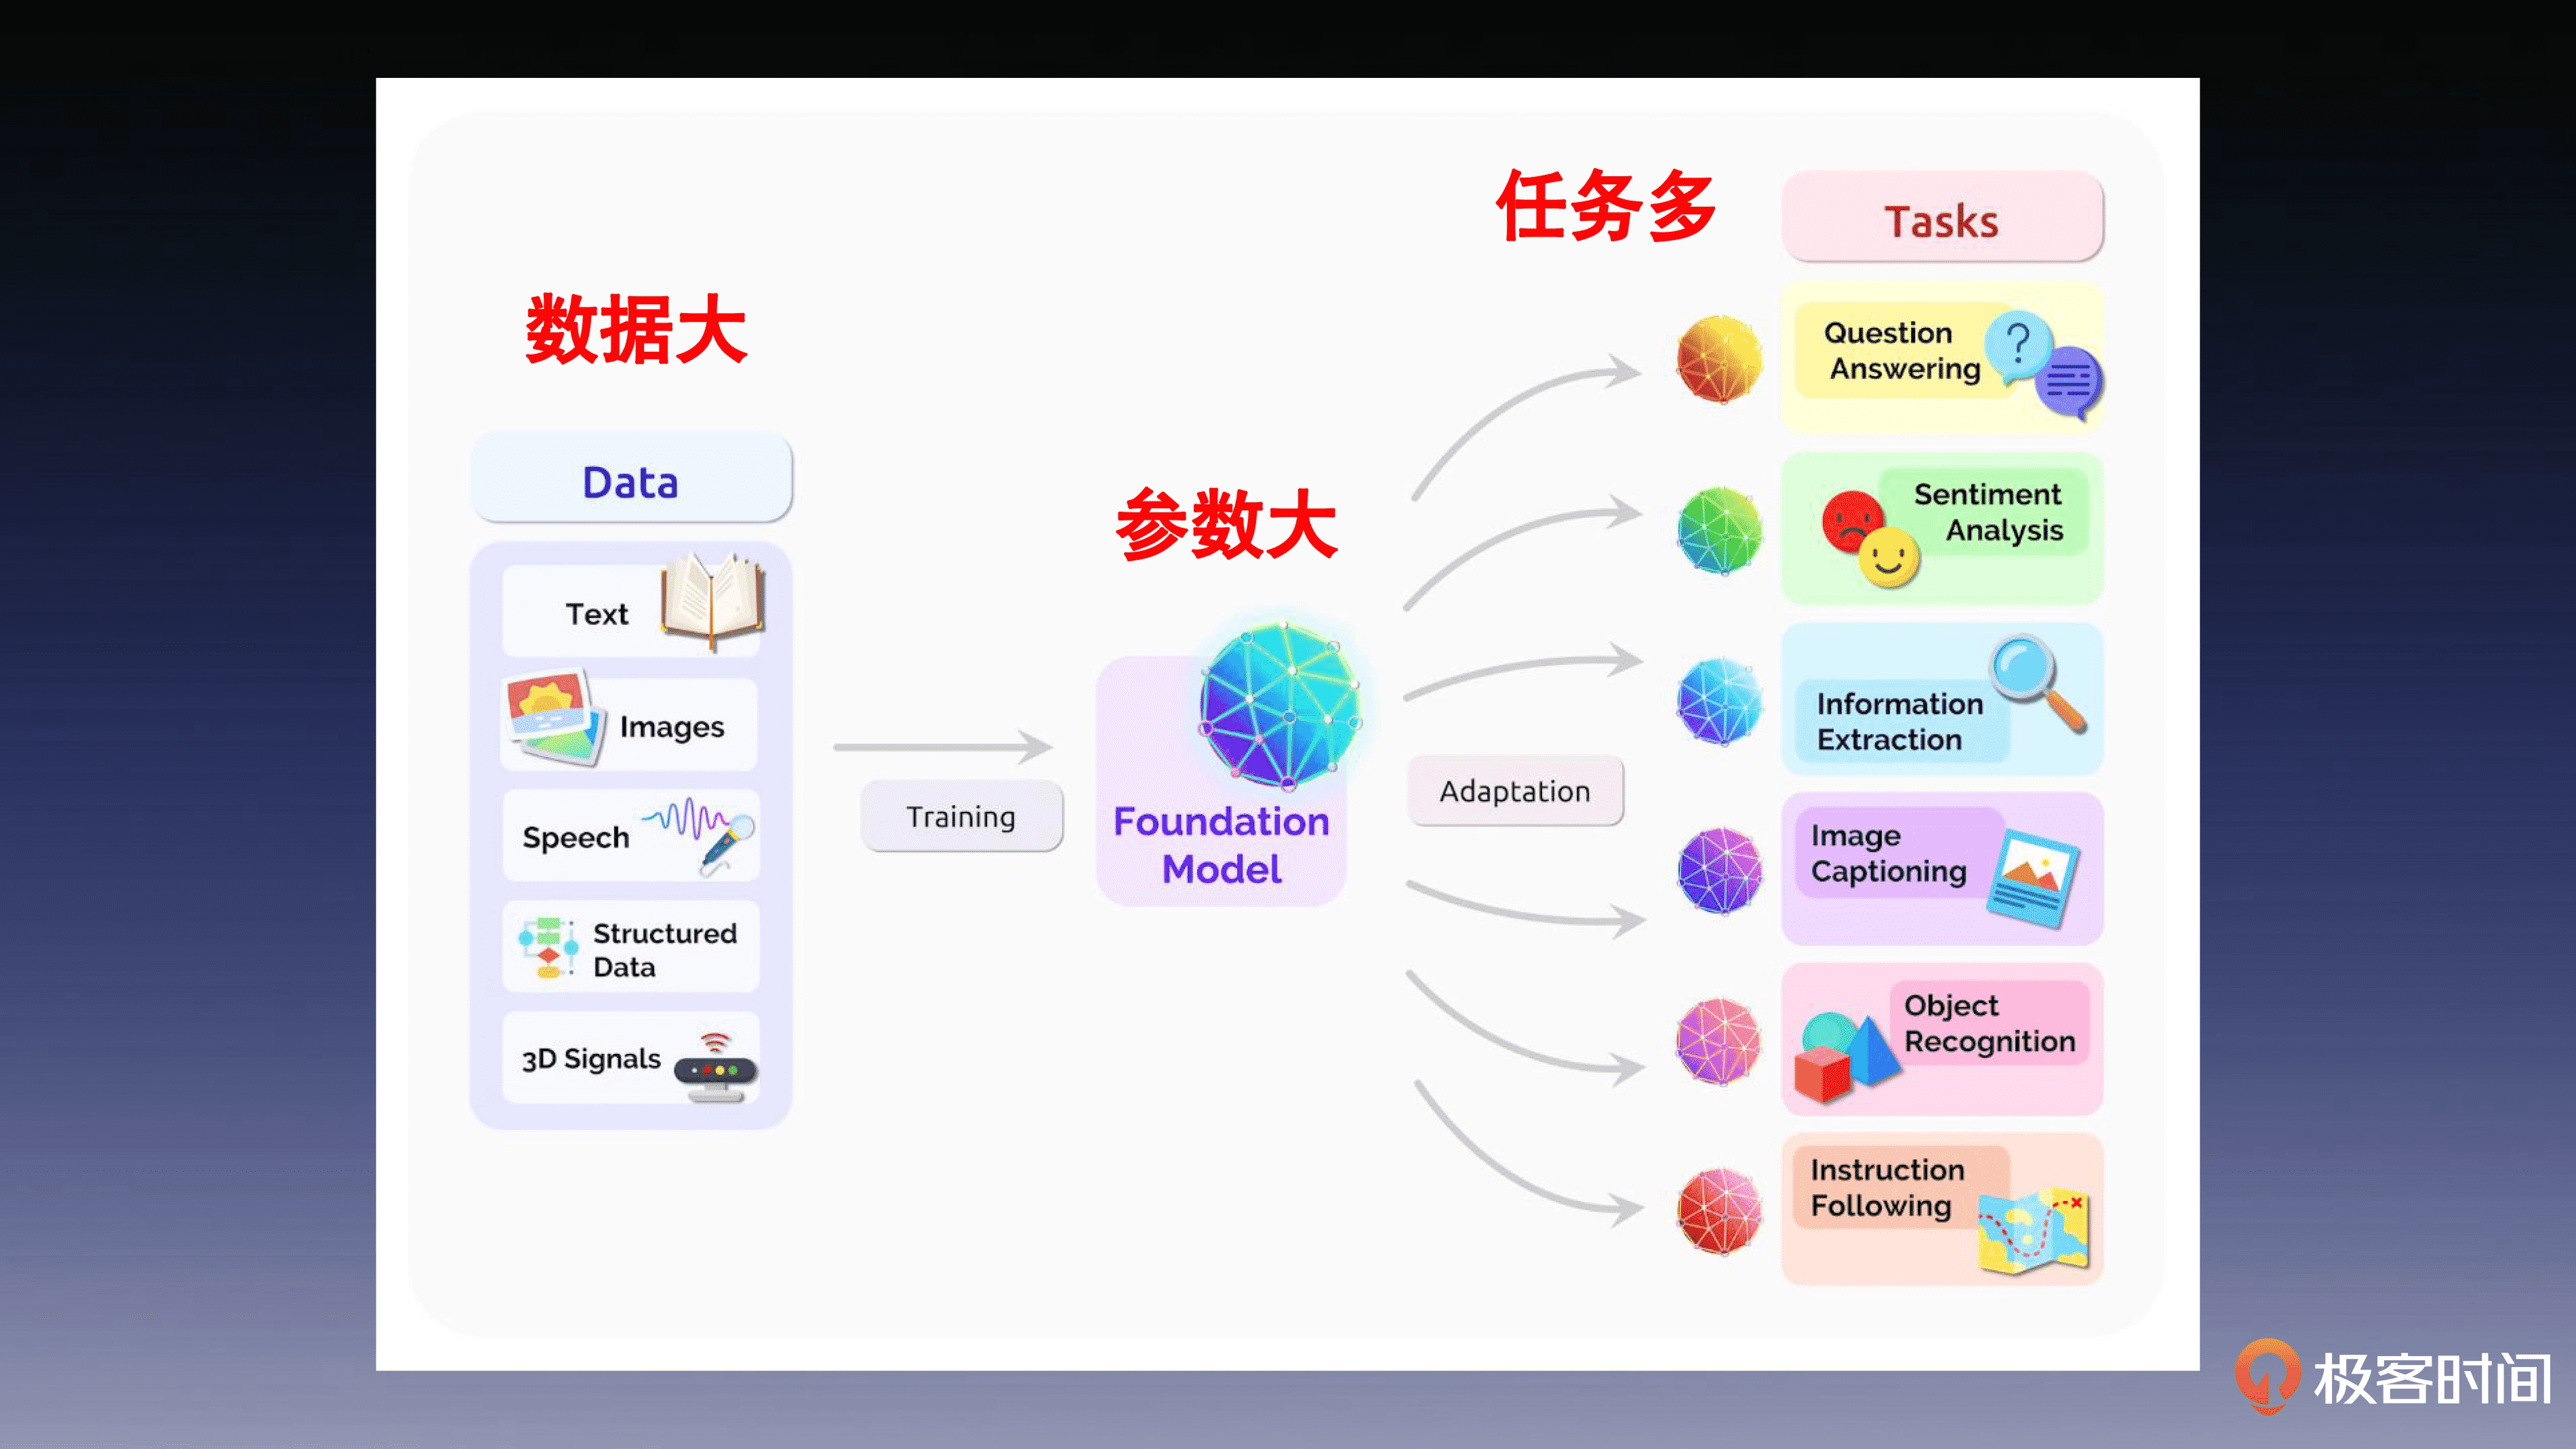 任务多
Tasks
数据大
Question
Answering
Data
参数大
Sentiment
Analysis
Text
Images
Information
Extraction
Speech
Training
Foundation
Model
Adaptation
Image
Captioning
Structured
Data
Object
Recognition
3D Signals
Instruction
Following
极客时间